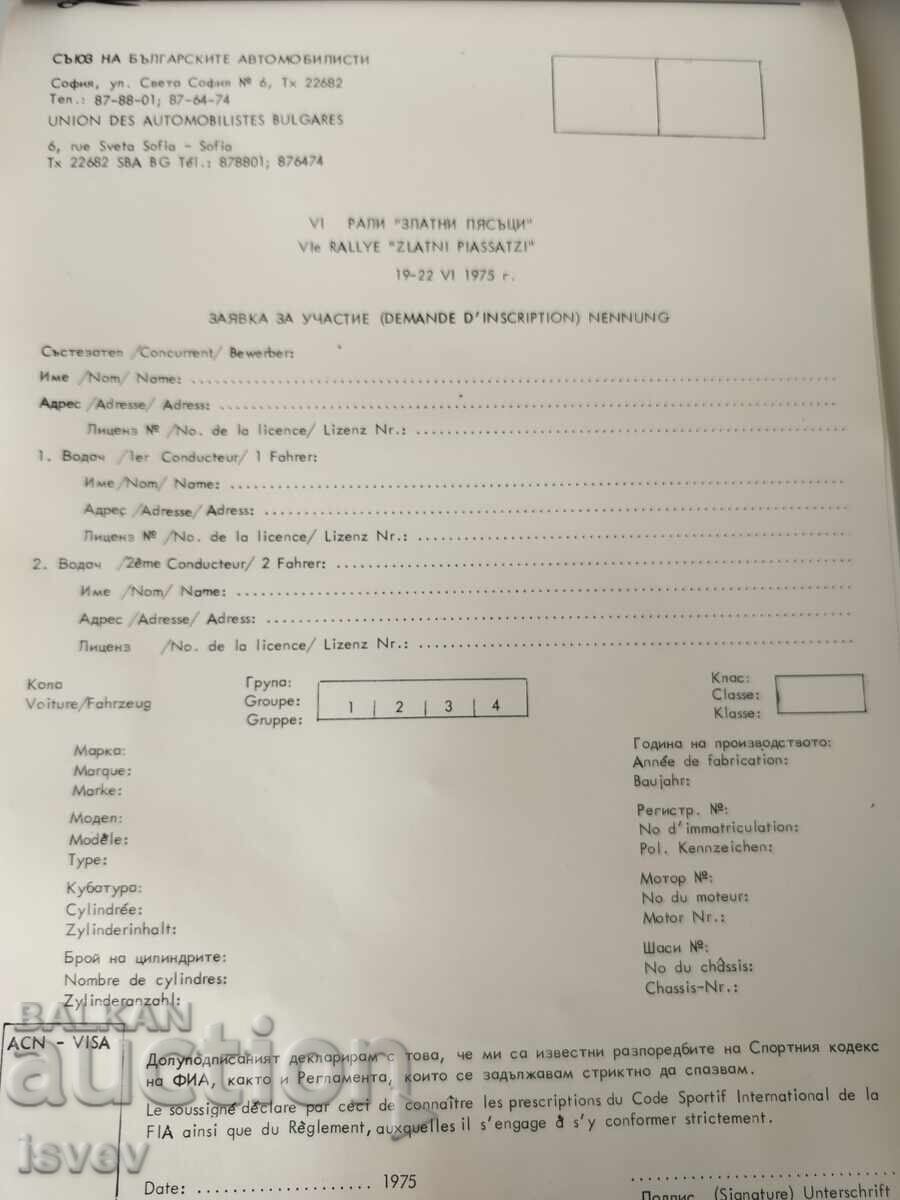 СЪЮЗ НА БЪЛГАРСКИТЕ АВТОМОБИЛИСТИ
София, ул. Света София № 6, Тх 22682
Тел.: 87-88-01; 87-64-74
UNION DES AUTOMOBILISTES BULGARES
6, rue Sveta Sofia - Sofia
Tx 22682 SBA BG Tél.: 878801; 876474
VI РАЛИ "ЗЛАТНИ ПЯСЪЦИ"
VIe RALLYE "ZLATNI PIASSATZI"
19-22 VI 1975 г.
ЗАЯВКА ЗА УЧАСТИЕ (DEMANDE D'INSCRIPTION) NENNUNG
Състезател /Concurrent/ Bewerber:
Име /Nom/ Name: ........................................
Адрес /Adresse/ Adress: ........................................
Лиценз № /No. de la licence/ Lizenz Nr.: ........................................
1. Водач /1er Conducteur/ 1 Fahrer:
Име/Nom/ Name: ........................................
Адрес /Adresse/ Adress: ........................................
Лиценз № /No. de la licence/ Lizenz Nr.: ........................................
2. Водач /2ême Conducteur/ 2 Fahrer: ........................................
Име /Nom/ Name: ........................................
Адрес /Adresse/ Adress: ........................................
Лиценз /No. de la licence/ Lizenz Nr.: ........................................
Кола
Voiture/Fahrzeug
Група:
Groupe:
Gruppe:
1 | 2 | 3 | 4
Клас:
Classe:
Klasse:
Марка:
Marque:
Marke:
Модел:
Modèle:
Type:
Кубатура:
Cylindrée:
Zylinderinhalt:
Брой на цилиндрите:
Nombre de cylindres:
Zylinderanzahl:
Година на производството:
Année de fabrication:
Baujahr:
Регистр. №:
No d'immatriculation:
Pol. Kennzeichen:
Мотор №:
No du moteur:
Motor Nr.:
Шаси №:
No du châssis:
Chassis-Nr.:
ACN - VISA
Долуподписаният декларирам с това, че ми са известни разпоредбите на Спортния кодекс
на ФИА, както и Регламента, които се задължавам стриктно да спазвам.
Le soussigné déclare par ceci de connaître les prescriptions du Code Sportif International de la
FIA ainsi que du Règlement, auxquelles il s'engage à s'y conformer strictement.
Date: .................. 1975
Подпис (Signature) Unterschrift
BALKAN
auction
isvev